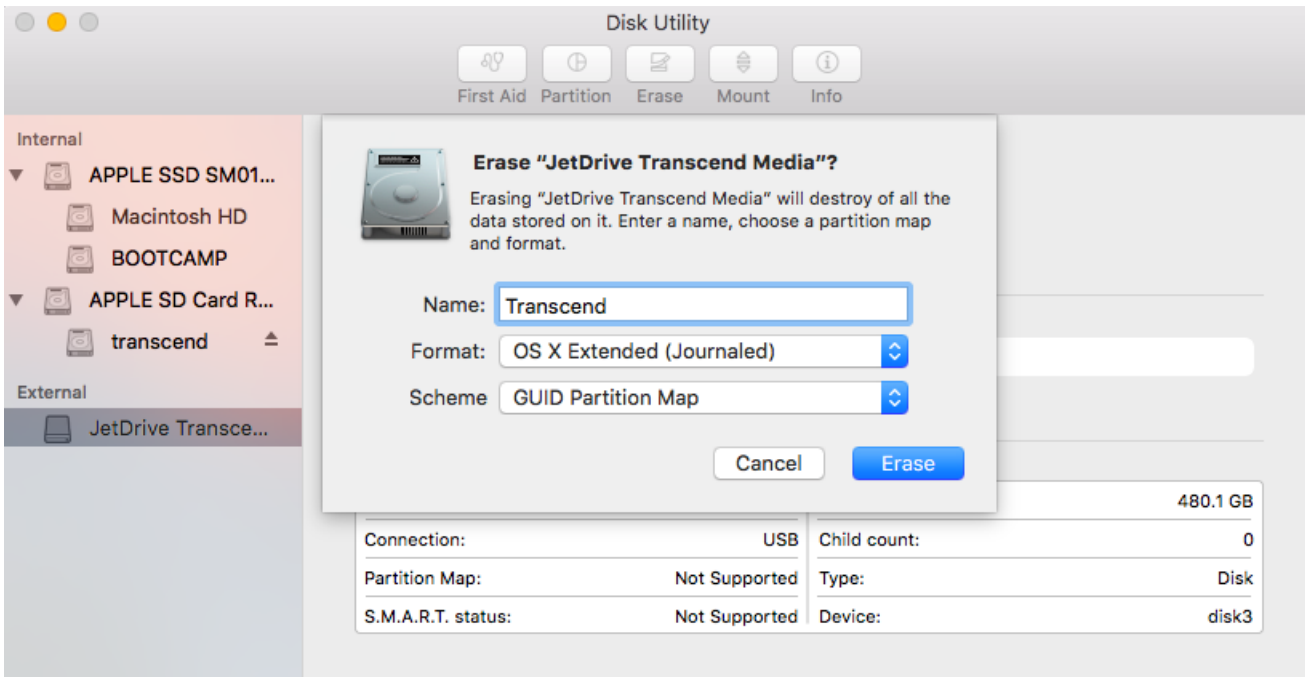 Disk Utility
First Aid
Partition
Erase
Mount
Info
Internal
APPLE SSD SM01...
Macintosh HD
BOOTCAMP
APPLE SD Card R...
transcend
External
JetDrive Transce...
Erase “JetDrive Transcend Media”?
Erasing “JetDrive Transcend Media” will destroy of all the
data stored on it. Enter a name, choose a partition map
and format.
Name: Transcend
Format: OS X Extended (Journaled)
Scheme GUID Partition Map
Cancel Erase
480.1 GB
Connection: USB Child count: 0
Partition Map: Not Supported Type: Disk
S.M.A.R.T. status: Not Supported Device: disk3